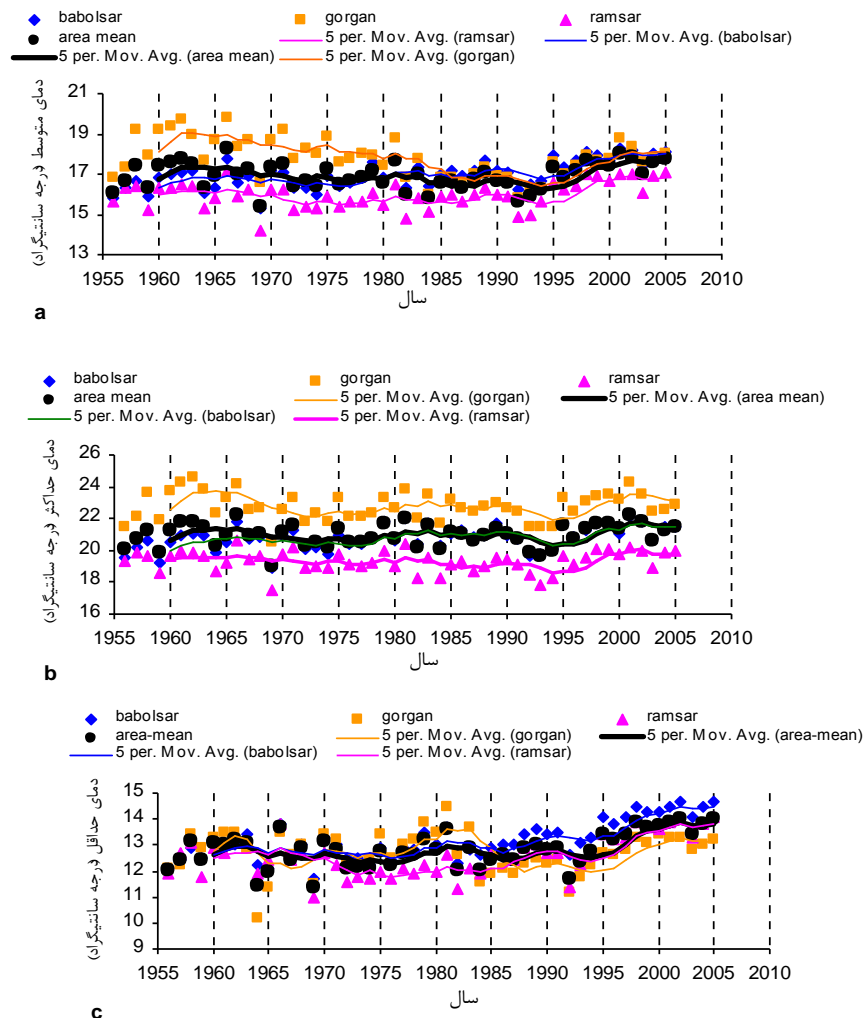 babolsar gorgan ramsar
area mean 5 per. Mov. Avg. (ramsar) 5 per. Mov. Avg. (babolsar)
5 per. Mov. Avg. (area mean) 5 per. Mov. Avg. (gorgan)
دمای متوسط (درجه سانتیگراد)
21
19
17
15
13
1955 1960 1965 1970 1975 1980 1985 1990 1995 2000 2005 2010
سال
a
babolsar gorgan ramsar
area mean 5 per. Mov. Avg. (gorgan) 5 per. Mov. Avg. (area mean)
5 per. Mov. Avg. (babolsar) 5 per. Mov. Avg. (ramsar)
دمای حداکثر (درجه سانتیگراد)
26
24
22
20
18
16
1955 1960 1965 1970 1975 1980 1985 1990 1995 2000 2005 2010
سال
b
babolsar gorgan ramsar
area-mean 5 per. Mov. Avg. (gorgan) 5 per. Mov. Avg. (area-mean)
5 per. Mov. Avg. (babolsar) 5 per. Mov. Avg. (ramsar)
دمای حداقل (درجه سانتیگراد)
15
14
13
12
11
10
9
1955 1960 1965 1970 1975 1980 1985 1990 1995 2000 2005 2010
سال
c